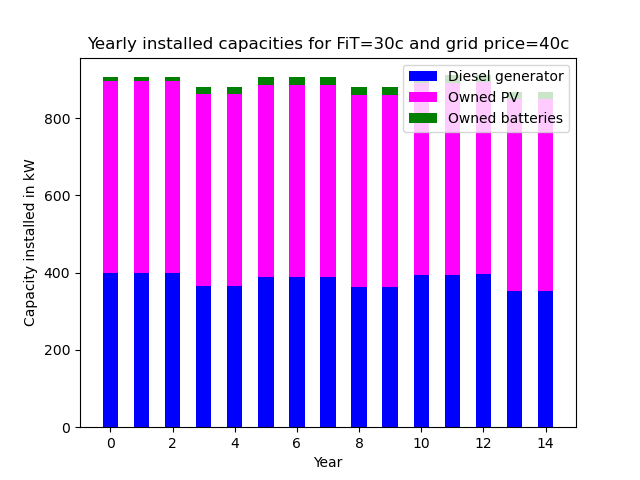 Yearly installed capacities for FiT=30c and grid price=40c
Diesel generator
Owned PV
Owned batteries
Capacity installed in kW
800
600
400
200
0
0 2 4 6 8 10 12 14
Year